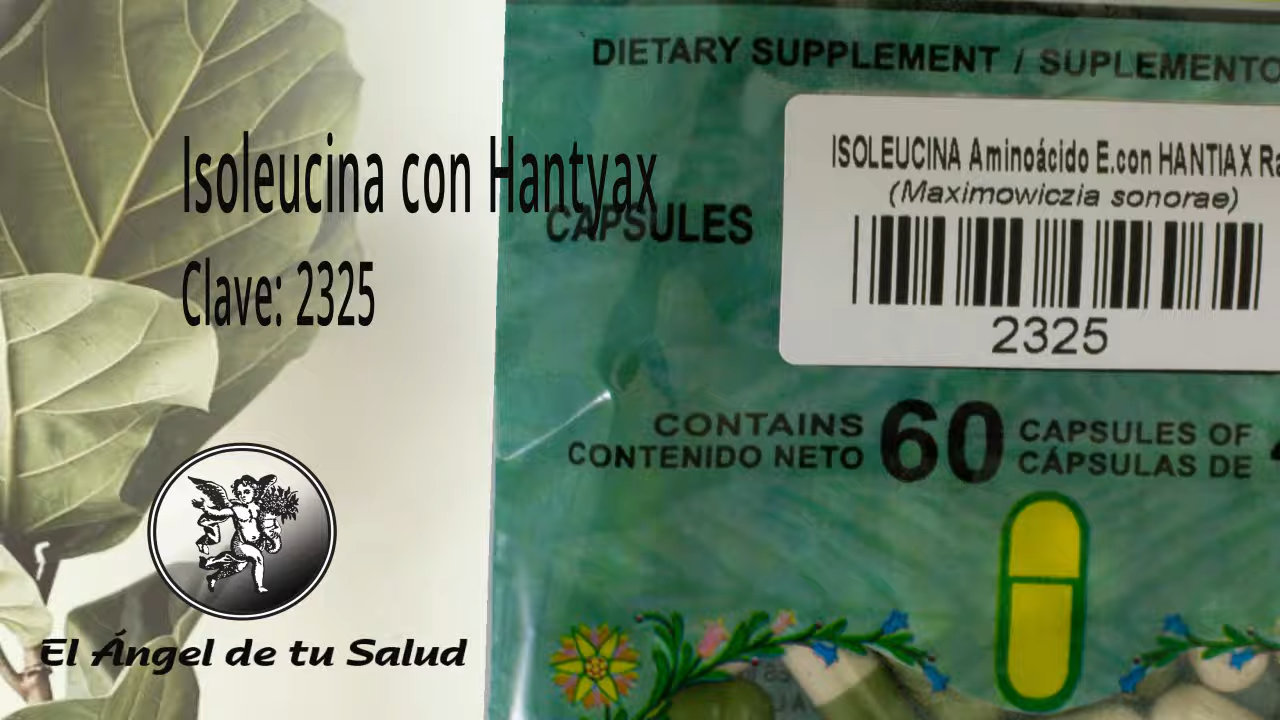 Isoleucina con Hantyax
Clave: 2325
El Ángel de tu Salud
DIETARY SUPPLEMENT / SUPLEMENTO
CAPSULES
ISOLEUCINA Aminoácido E.con HANTIAX
(Maximowiczia sonorae)
2325
CONTAINS
CONTENIDO NETO
60
CAPSULES OF
CÁPSULAS DE